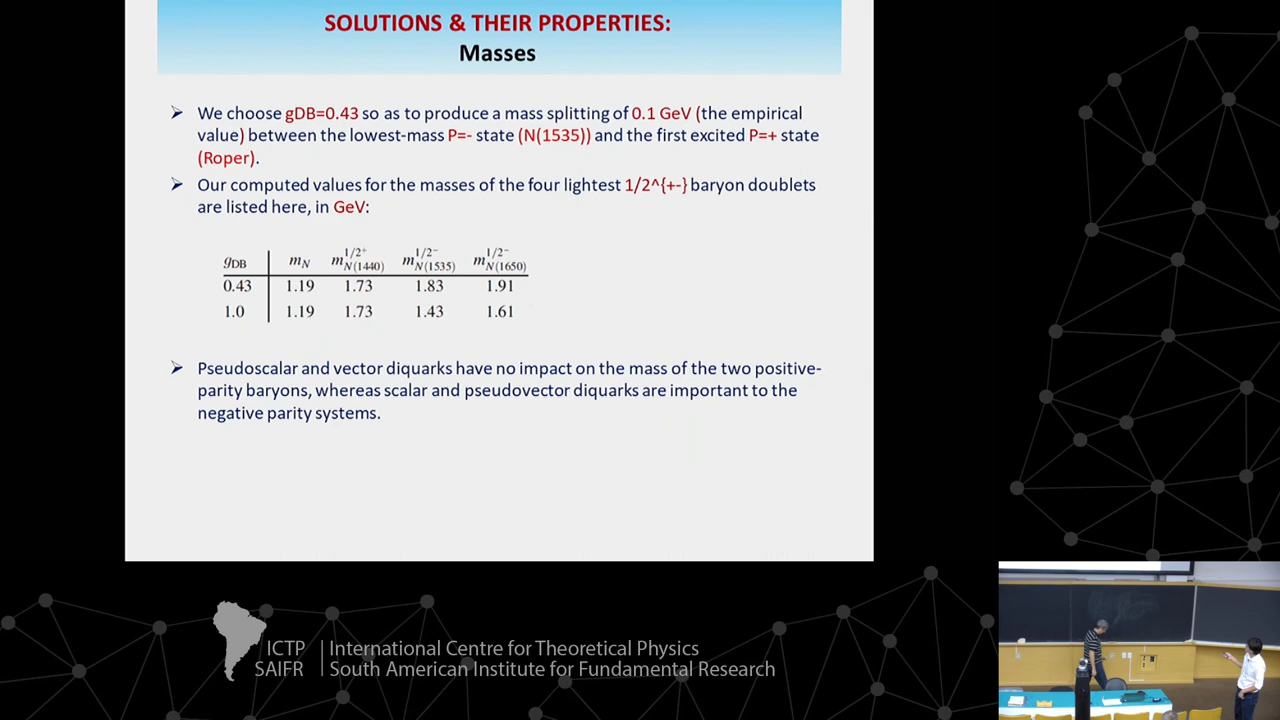 SOLUTIONS & THEIR PROPERTIES:
Masses
➢ We choose gDB=0.43 so as to produce a mass splitting of 0.1 GeV (the empirical
value) between the lowest-mass P=- state (N(1535)) and the first excited P=+ state
(Roper).
➢ Our computed values for the masses of the four lightest 1/2^{+-} baryon doublets
are listed here, in GeV:
g_DB m_N m_{N(1440)}^{1/2^+} m_{N(1535)}^{1/2^-} m_{N(1650)}^{1/2^-}
0.43 1.19 1.73 1.83 1.91
1.0 1.19 1.73 1.43 1.61
➢ Pseudoscalar and vector diquarks have no impact on the mass of the two positive-
parity baryons, whereas scalar and pseudovector diquarks are important to the
negative parity systems.
ICTP International Centre for Theoretical Physics
SAIFR South American Institute for Fundamental Research